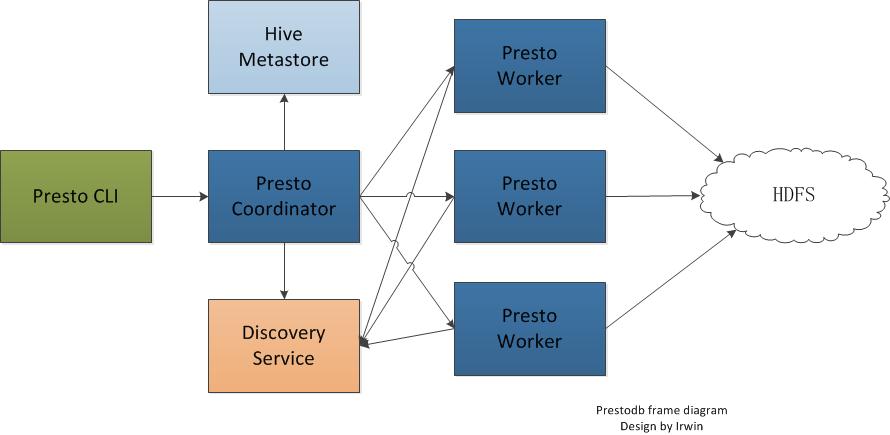 Hive
Metastore
Presto
Worker
Presto CLI
Presto
Coordinator
Presto
Worker
HDFS
Discovery
Service
Presto
Worker
Prestodb frame diagram
Design by Irwin